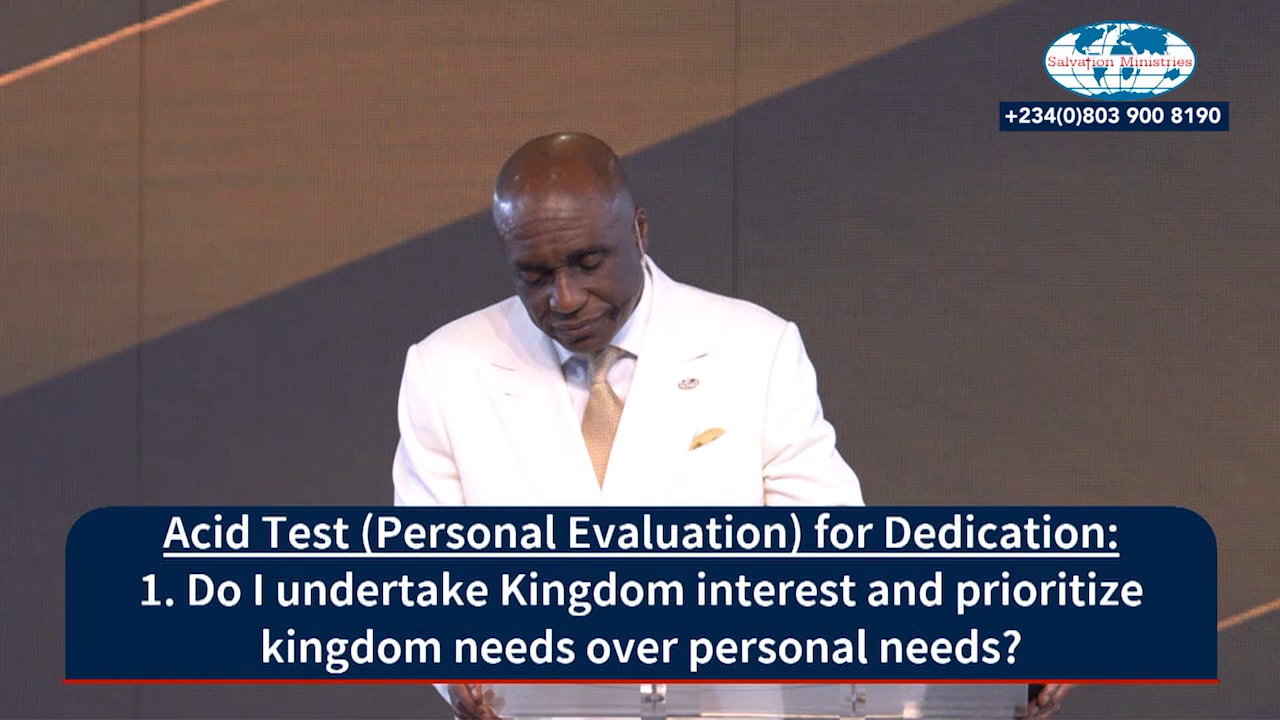 Salvation Ministries
+234(0)803 900 8190
Acid Test (Personal Evaluation) for Dedication:
1. Do I undertake Kingdom interest and prioritize
kingdom needs over personal needs?